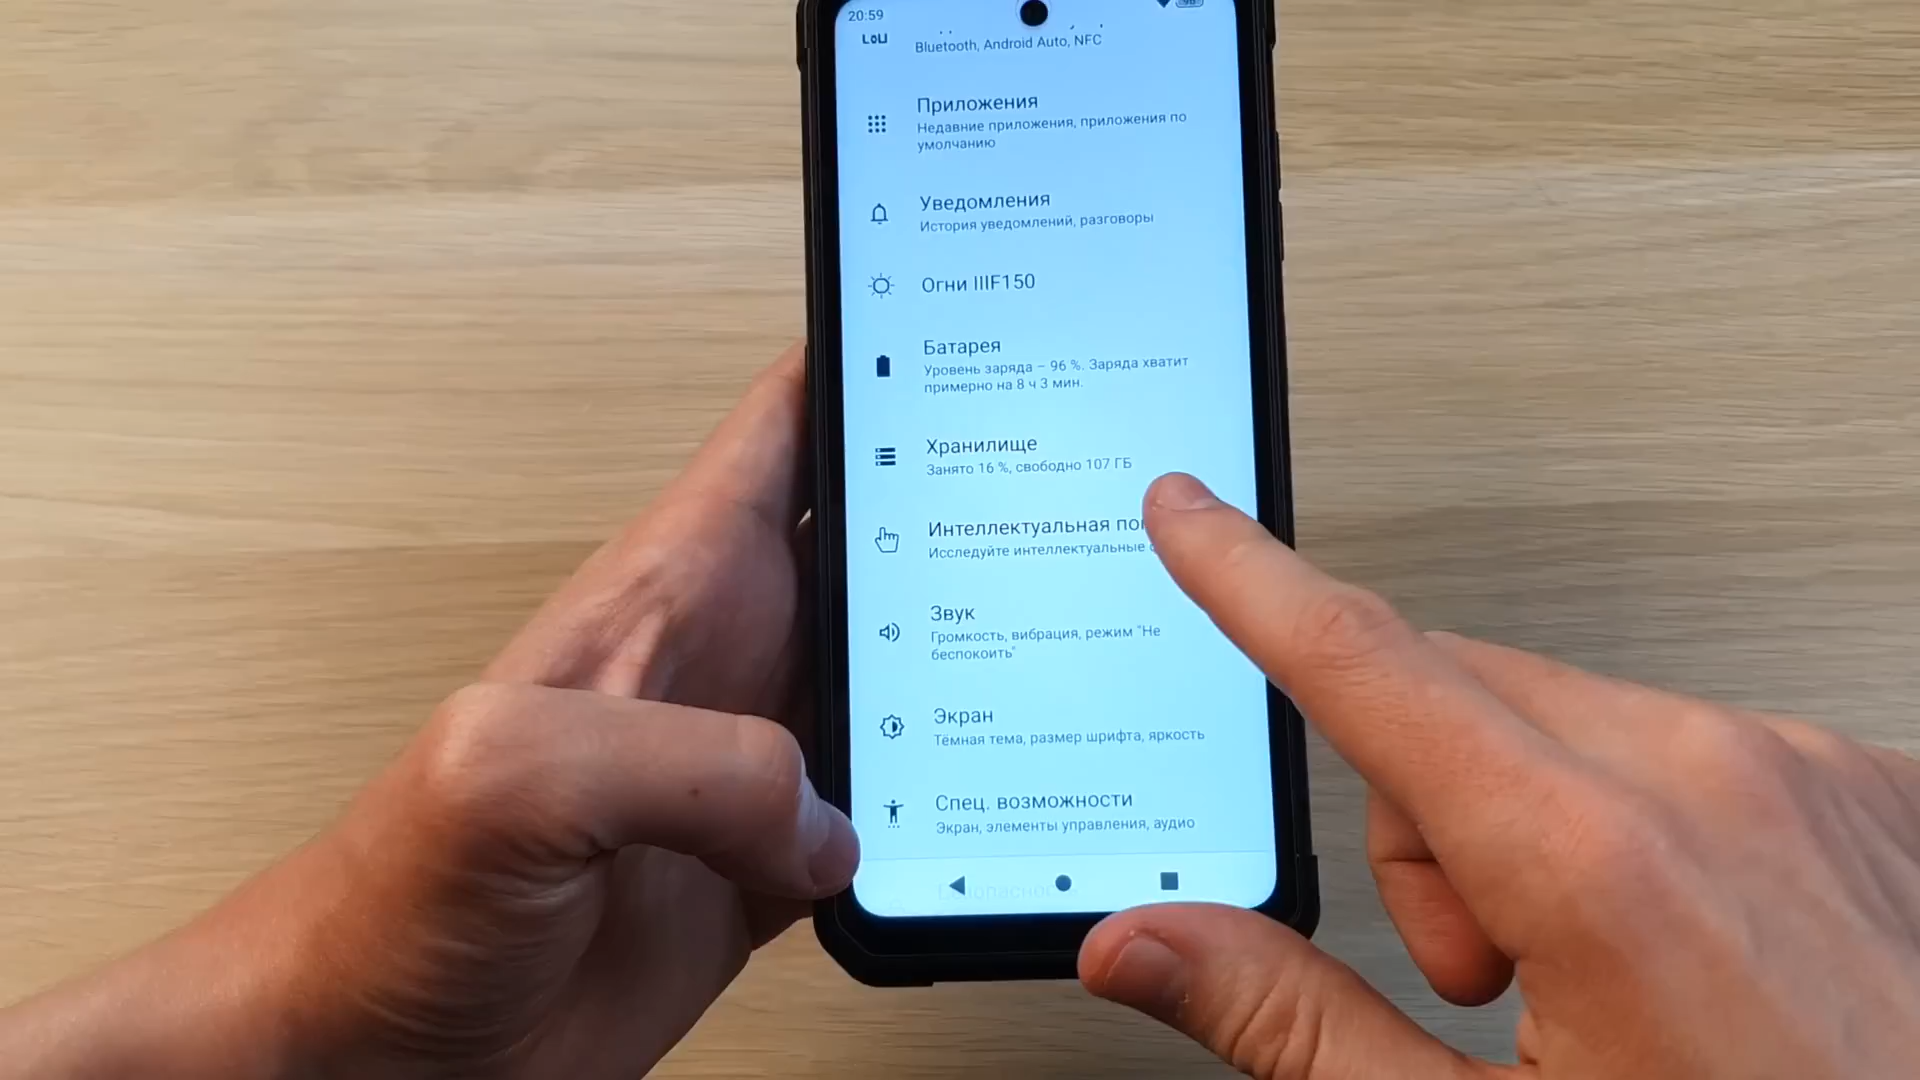 20:59
96
Bluetooth, Android Auto, NFC
Приложения
Недавние приложения, приложения по
умолчанию
Уведомления
История уведомлений, разговоры
Огни IIIF150
Батарея
Уровень заряда – 96 %. Заряда хватит
примерно на 8 ч 3 мин.
Хранилище
Занято 16 %, свободно 107 ГБ
Интеллектуальная
Исследуйте интеллектуальные
Звук
Громкость, вибрация, режим "Не
беспокоить"
Экран
Тёмная тема, размер шрифта, яркость
Спец. возможности
Экран, элементы управления, аудио